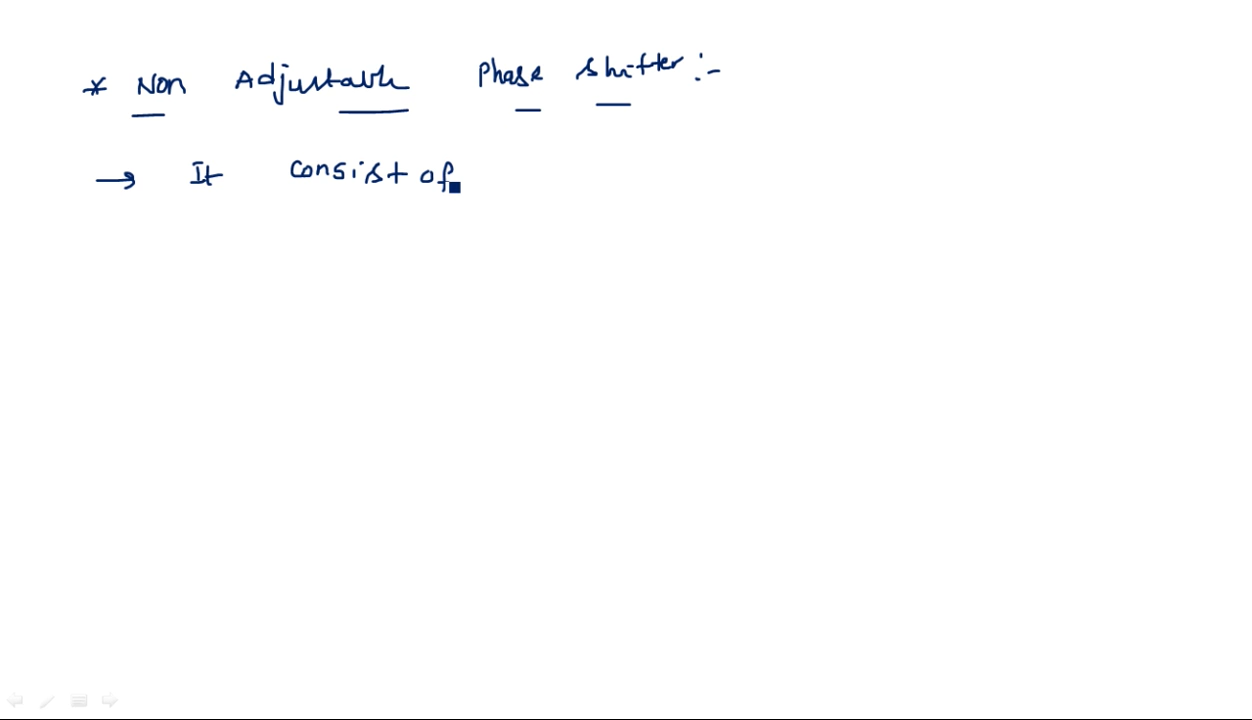 * Non Adjustable Phase Shifter :-
→ It Consist of